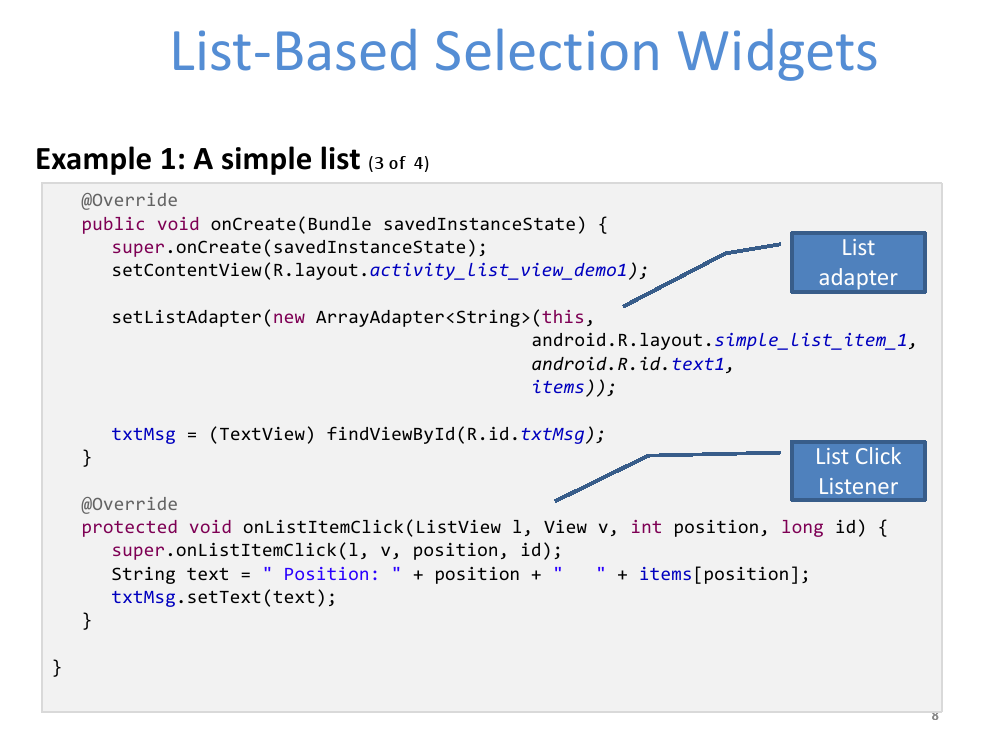 List-Based Selection Widgets
Example 1: A simple list (3 of 4)
@Override
public void onCreate(Bundle savedInstanceState) {
super.onCreate(savedInstanceState);
setContentView(R.layout.activity_list_view_demo1);
List
adapter
setListAdapter(new ArrayAdapter<String>(this,
android.R.layout.simple_list_item_1,
android.R.id.text1,
items));
txtMsg = (TextView) findViewById(R.id.txtMsg);
}
List Click
Listener
@Override
protected void onListItemClick(ListView l, View v, int position, long id) {
super.onListItemClick(l, v, position, id);
String text = " Position: " + position + "   " + items[position];
txtMsg.setText(text);
}
}
8